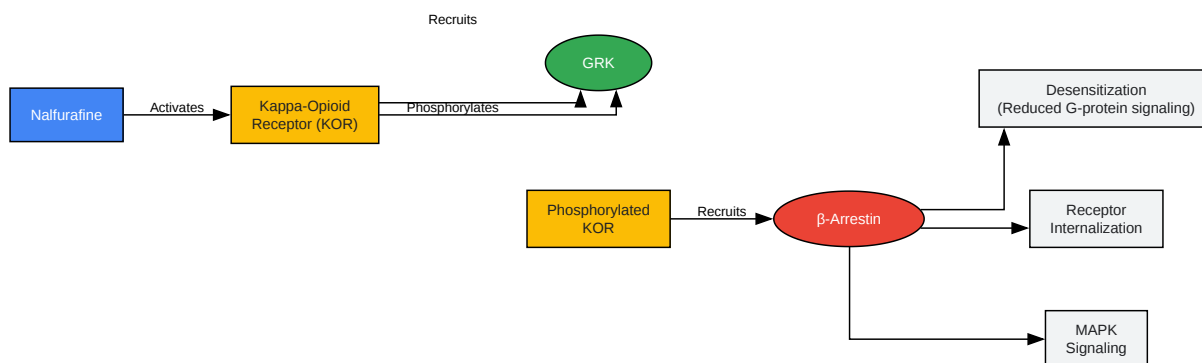 Recruits
GRK
Nalfurafine
Activates
Kappa-Opioid
Receptor (KOR)
Phosphorylates
Desensitization
(Reduced G-protein signaling)
Phosphorylated
KOR
Recruits
β-Arrestin
Receptor
Internalization
MAPK
Signaling